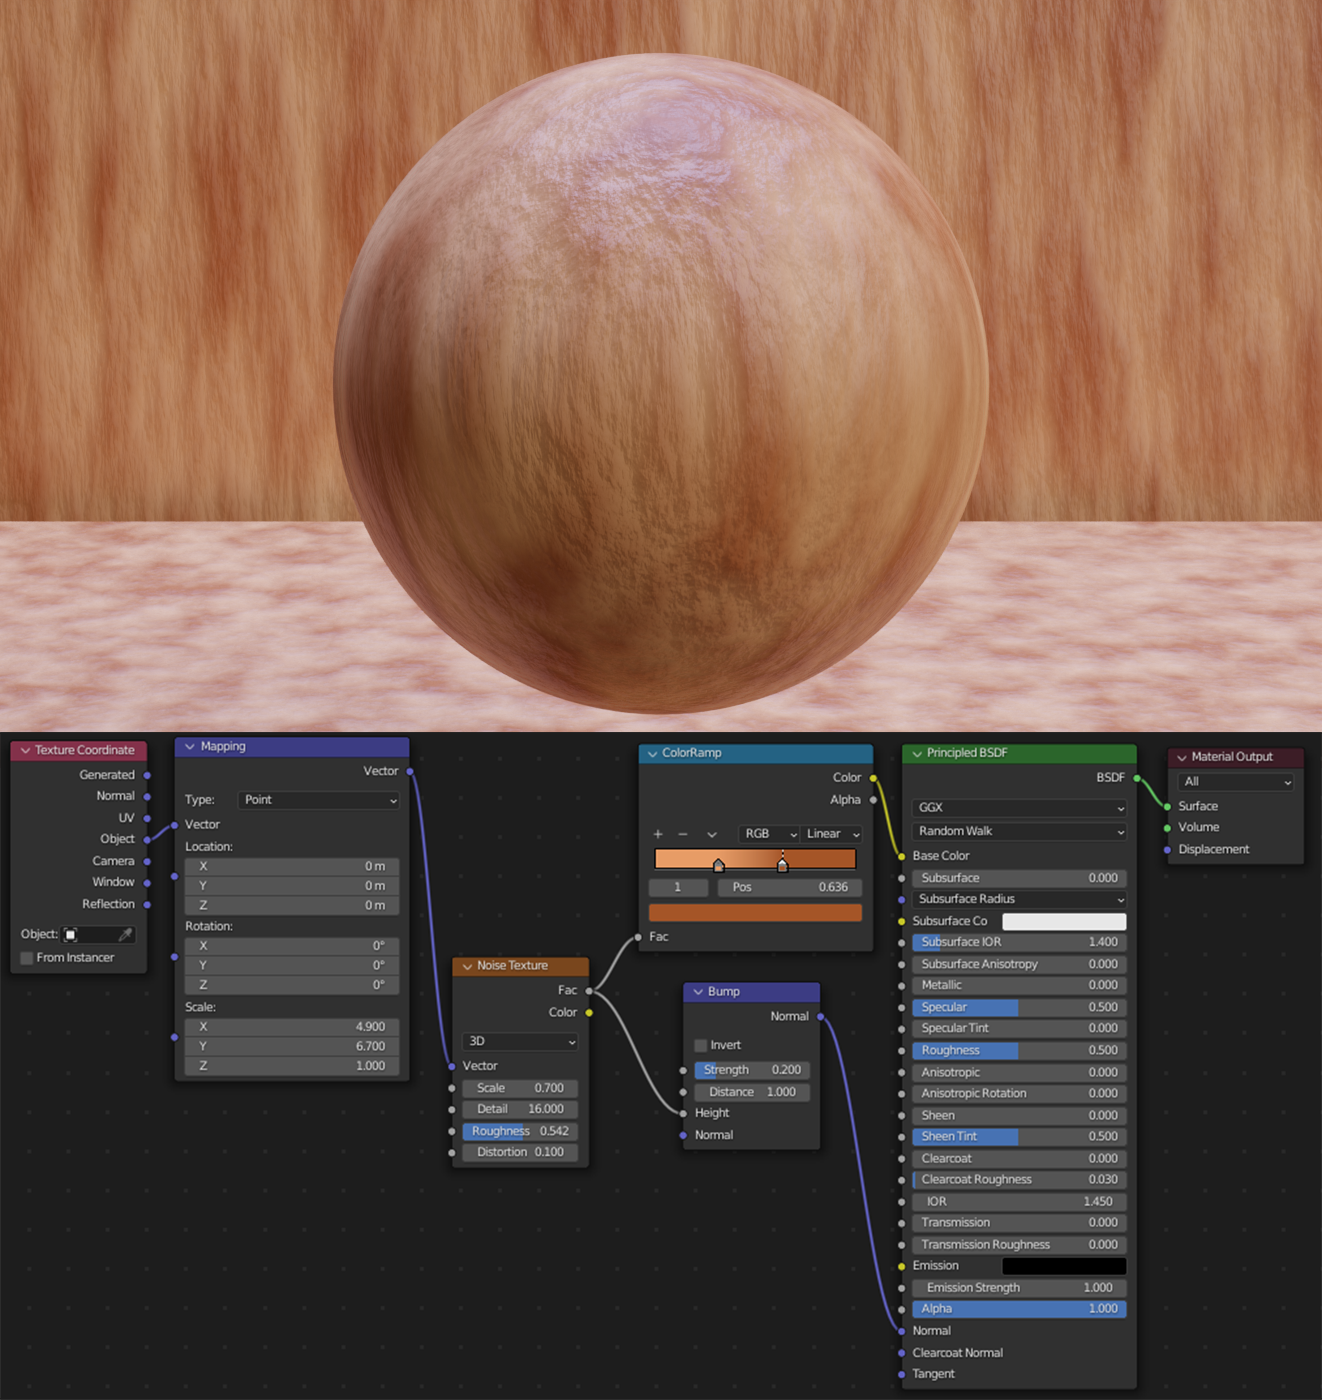 Texture Coordinate
Generated
Normal
UV
Object
Camera
Window
Reflection
Object:
From Instancer
Mapping
Vector
Type: Point
Vector
Location:
X 0 m
Y 0 m
Z 0 m
Rotation:
X 0°
Y 0°
Z 0°
Scale:
X 4.900
Y 6.700
Z 1.000
Noise Texture
Fac
Color
3D
Vector
Scale 0.700
Detail 16.000
Roughness 0.542
Distortion 0.100
ColorRamp
Color
Alpha
+ − RGB Linear
1 Pos 0.636
Fac
Bump
Normal
Invert
Strength 0.200
Distance 1.000
Height
Normal
Principled BSDF
BSDF
GGX
Random Walk
Base Color
Subsurface 0.000
Subsurface Radius
Subsurface Co
Subsurface IOR 1.400
Subsurface Anisotropy 0.000
Metallic 0.000
Specular 0.500
Specular Tint 0.000
Roughness 0.500
Anisotropic 0.000
Anisotropic Rotation 0.000
Sheen 0.000
Sheen Tint 0.500
Clearcoat 0.000
Clearcoat Roughness 0.030
IOR 1.450
Transmission 0.000
Transmission Roughness 0.000
Emission
Emission Strength 1.000
Alpha 1.000
Normal
Clearcoat Normal
Tangent
Material Output
All
Surface
Volume
Displacement